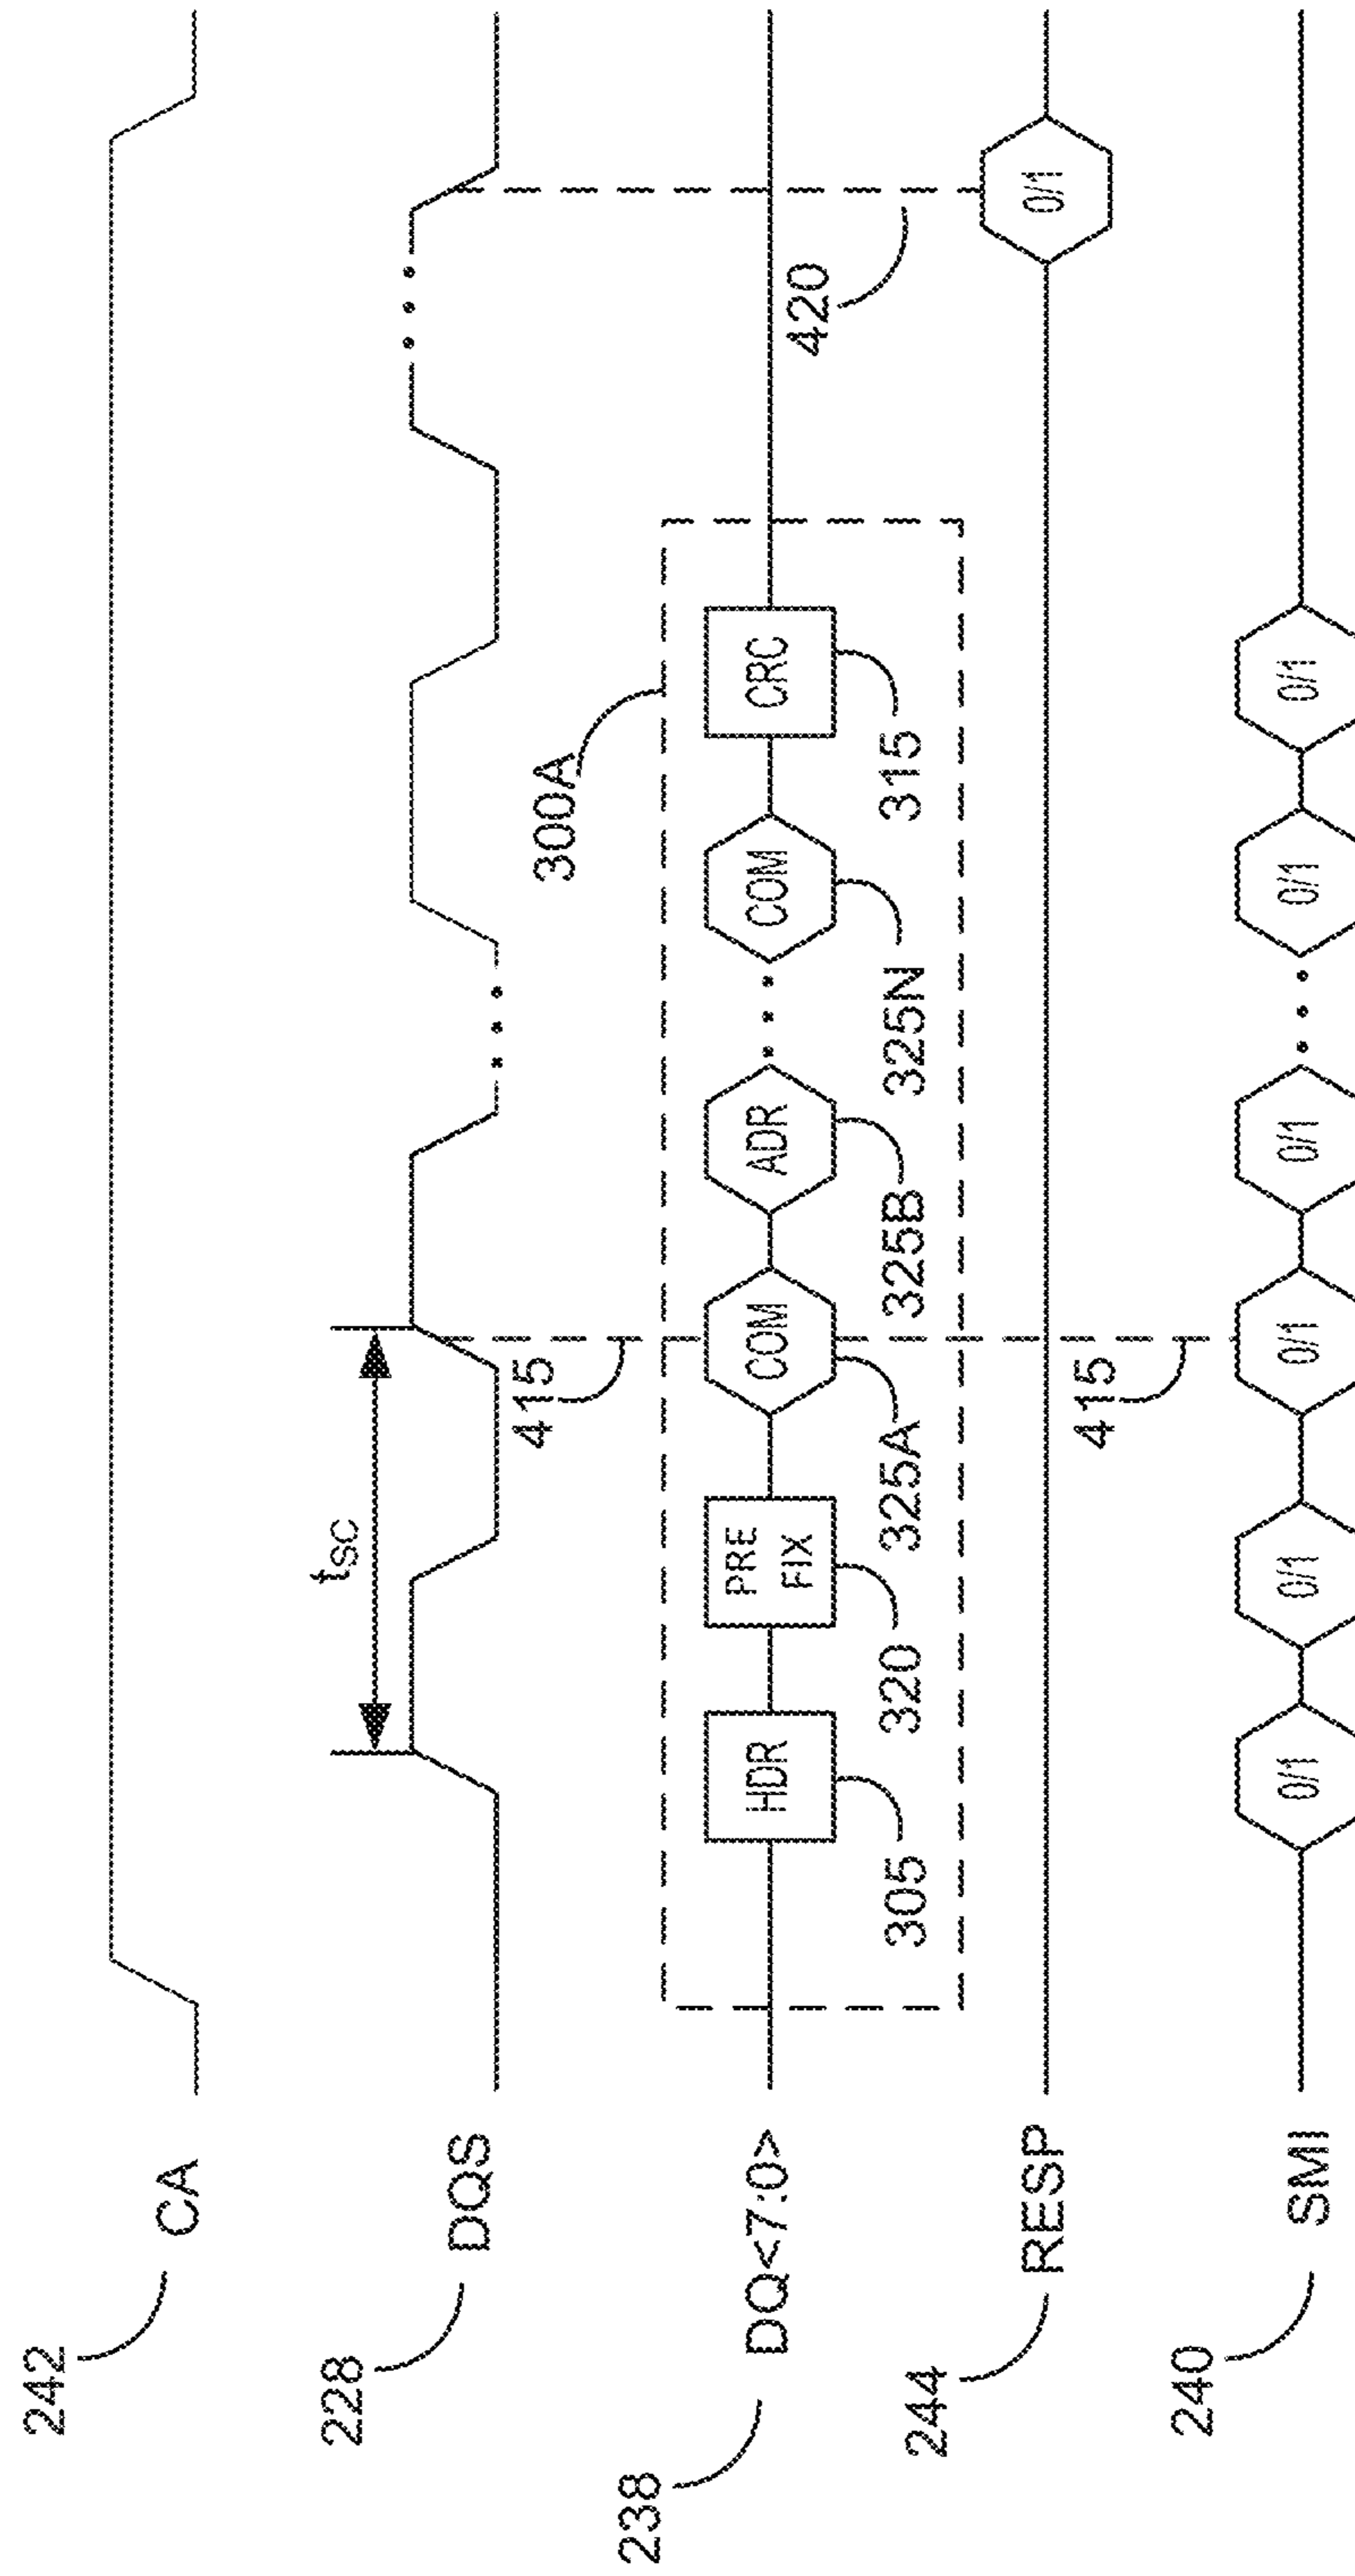 242
CA
228
DQS
tSC
238
DQ<7:0>
300A
HDR
PRE
FIX
COM
ADR
COM
CRC
305
320
325A
325B
325N
315
415
420
244
RESP
0/1
415
240
SMI
0/1
0/1
0/1
0/1
0/1
0/1